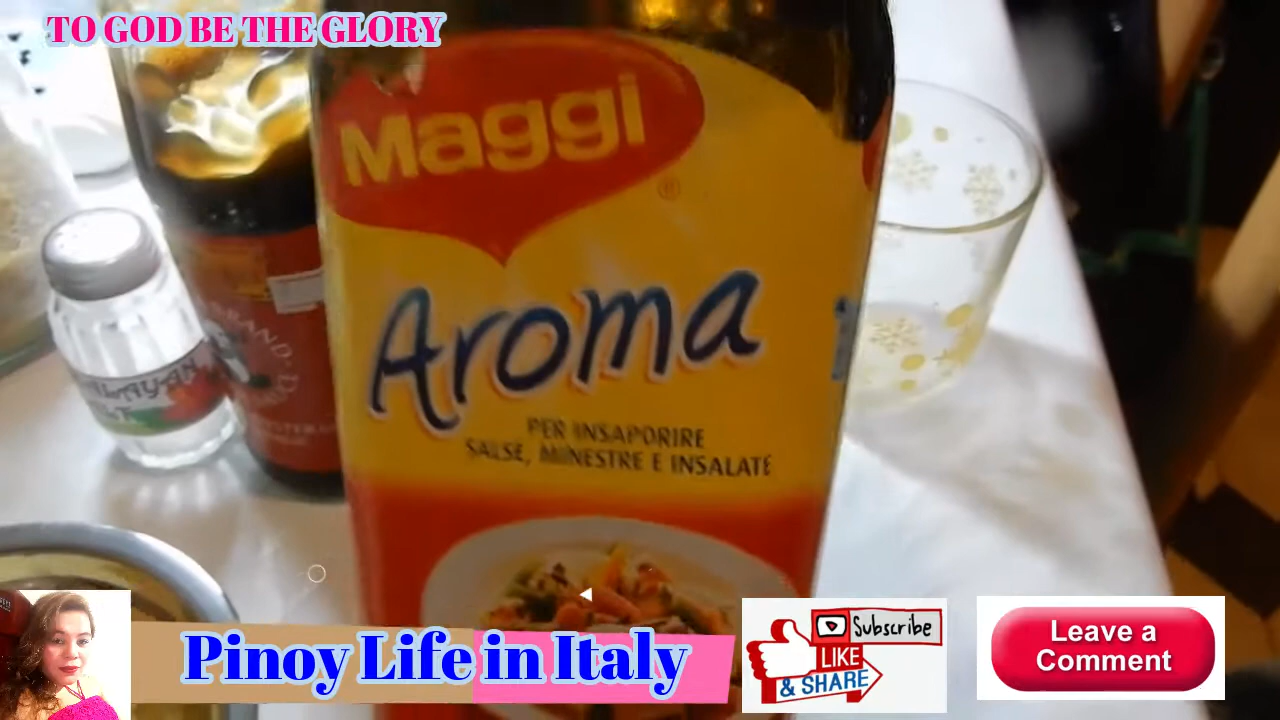 TO GOD BE THE GLORY
Maggi
®
Aroma
PER INSAPORIRE
SALSE, MINESTRE E INSALATE
Pinoy Life in Italy
Subscribe
LIKE
& SHARE
Leave a
Comment